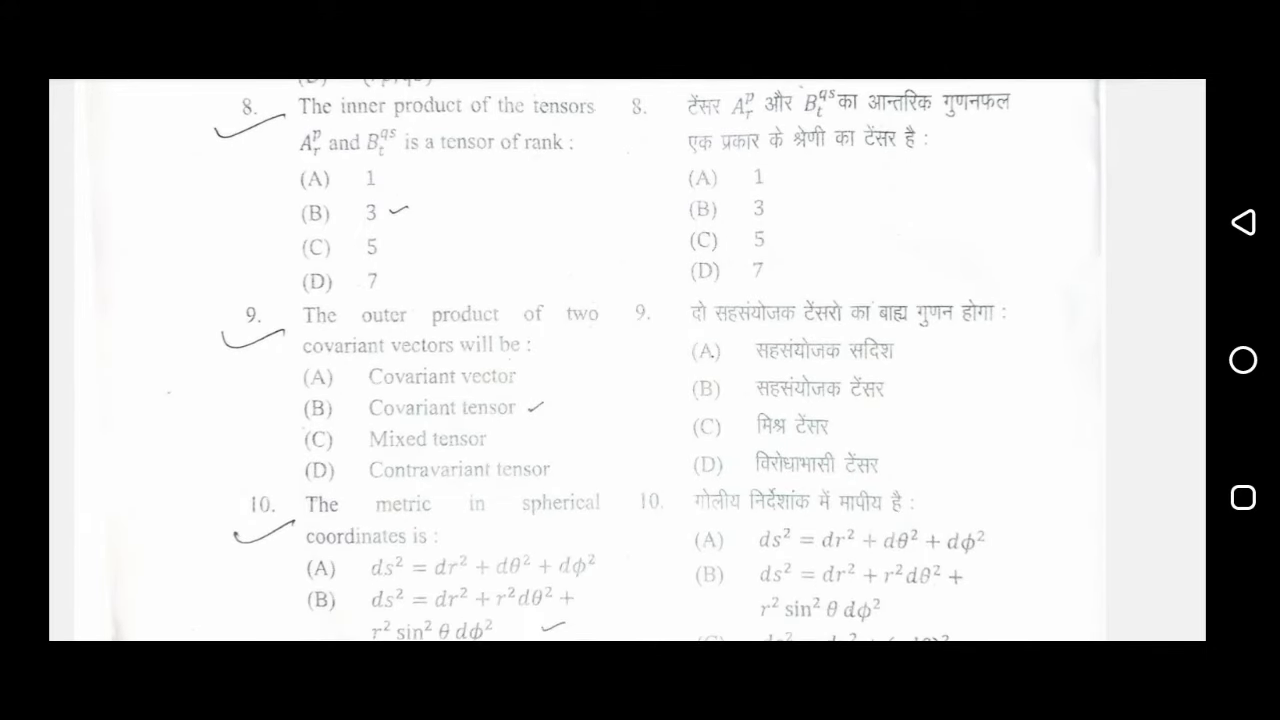 8. The inner product of the tensors
A_r^p and B_t^{qs} is a tensor of rank :
(A) 1
(B) 3
(C) 5
(D) 7
9. The outer product of two
covariant vectors will be :
(A) Covariant vector
(B) Covariant tensor
(C) Mixed tensor
(D) Contravariant tensor
10. The metric in spherical
coordinates is :
(A) ds² = dr² + dθ² + dϕ²
(B) ds² = dr² + r²dθ² +
r² sin² θ dϕ²
8. टेंसर A_r^p और B_t^{qs} का आन्तरिक गुणनफल
एक प्रकार के श्रेणी का टेंसर है :
(A) 1
(B) 3
(C) 5
(D) 7
9. दो सहसंयोजक टेंसरो का बाह्य गुणन होगा :
(A) सहसंयोजक सदिश
(B) सहसंयोजक टेंसर
(C) मिश्र टेंसर
(D) विरोधाभासी टेंसर
10. गोलीय निर्देशांक में मापीय है :
(A) ds² = dr² + dθ² + dϕ²
(B) ds² = dr² + r²dθ² +
r² sin² θ dϕ²